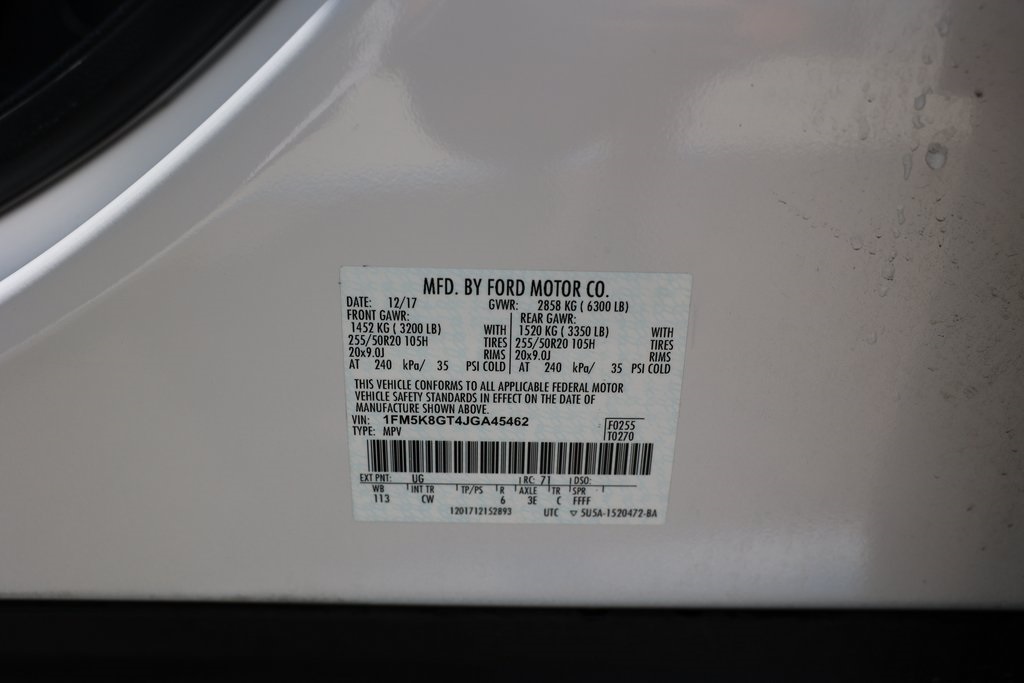 MFD. BY FORD MOTOR CO.
DATE: 12/17 GVWR: 2858 KG ( 6300 LB)
FRONT GAWR: REAR GAWR:
1452 KG ( 3200 LB) WITH 1520 KG ( 3350 LB) WITH
255/50R20 105H TIRES 255/50R20 105H TIRES
20x9.0J RIMS 20x9.0J RIMS
AT 240 kPa/ 35 PSI COLD AT 240 kPa/ 35 PSI COLD
THIS VEHICLE CONFORMS TO ALL APPLICABLE FEDERAL MOTOR
VEHICLE SAFETY STANDARDS IN EFFECT ON THE DATE OF
MANUFACTURE SHOWN ABOVE.
VIN: 1FM5K8GT4JGA45462 F0255
TYPE: MPV T0270
EXT PNT: UG RC: 71 DSO:
WB INT TR TP/PS R AXLE TR SPR
113 CW 6 3E C FFFF
1201712152893 UTC ▽ 5U5A-1520472-BA